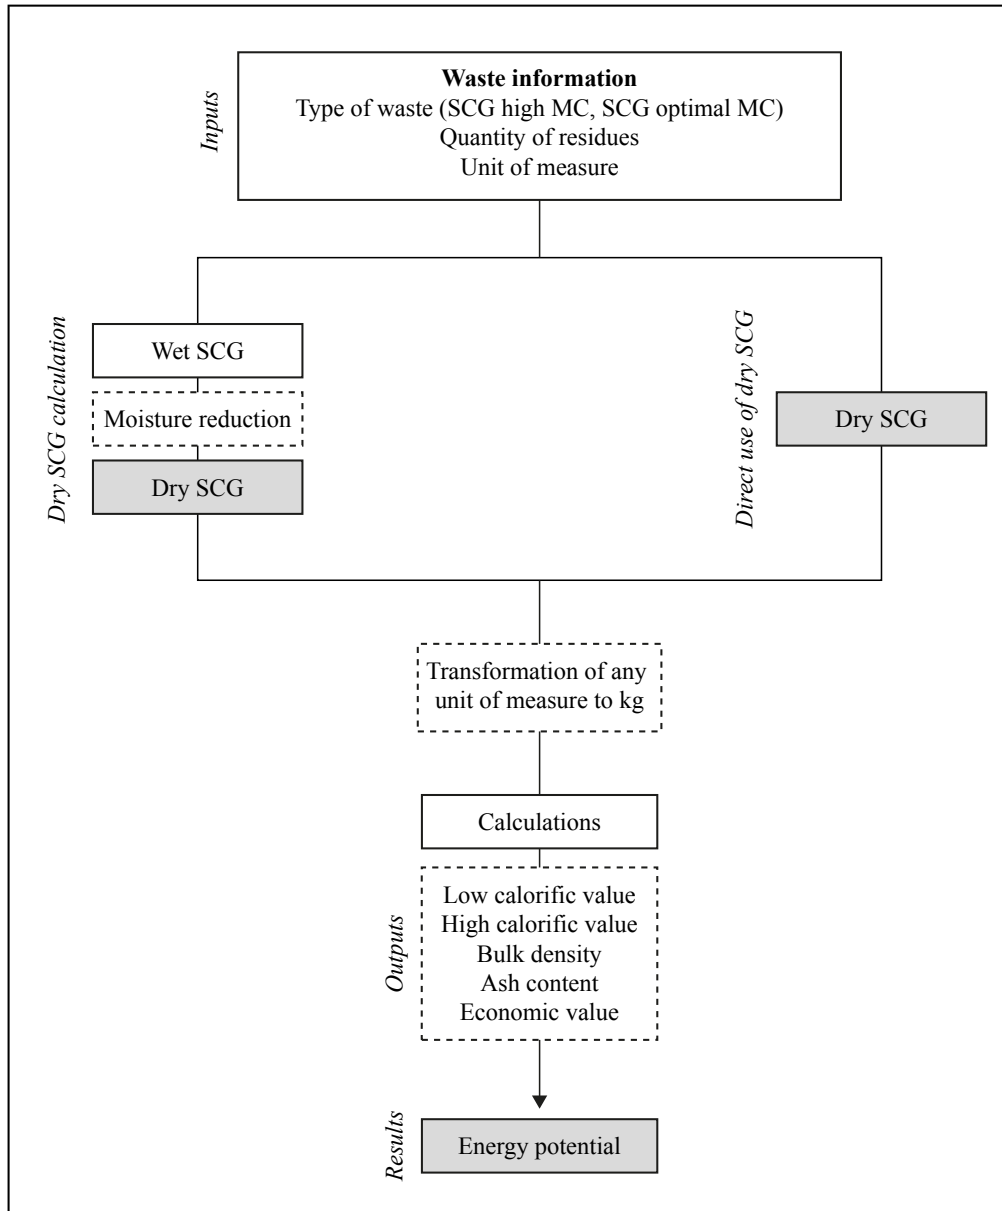 Inputs
Waste information
Type of waste (SCG high MC, SCG optimal MC)
Quantity of residues
Unit of measure
Dry SCG calculation
Wet SCG
Moisture reduction
Dry SCG
Direct use of dry SCG
Dry SCG
Transformation of any
unit of measure to kg
Calculations
Outputs
Low calorific value
High calorific value
Bulk density
Ash content
Economic value
Results
Energy potential